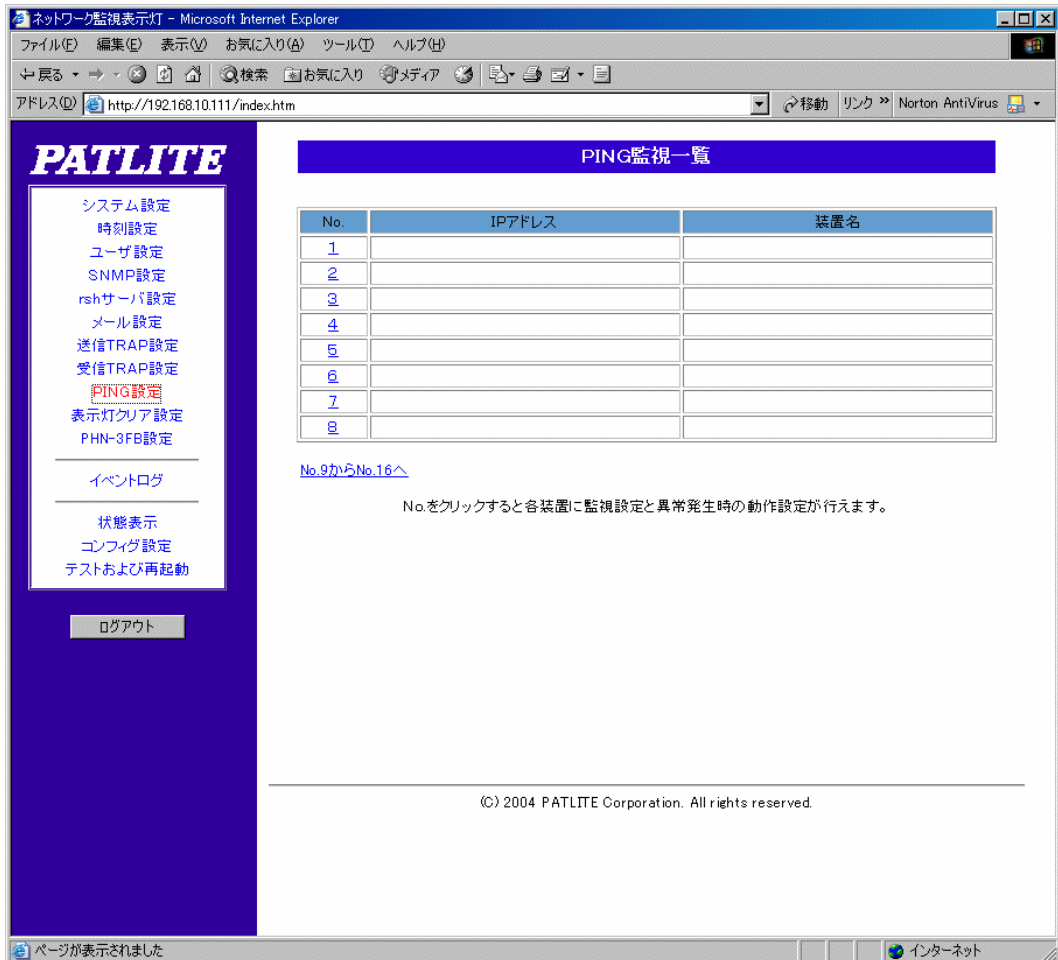 ネットワーク監視表示灯 - Microsoft Internet Explorer
ファイル(F) 編集(E) 表示(V) お気に入り(A) ツール(T) ヘルプ(H)
戻る 検索 お気に入り メディア
アドレス(D) http://192.168.10.111/index.htm 移動 リンク » Norton AntiVirus
PATLITE
システム設定
時刻設定
ユーザ設定
SNMP設定
rshサーバ設定
メール設定
送信TRAP設定
受信TRAP設定
PING設定
表示灯クリア設定
PHN-3FB設定
イベントログ
状態表示
コンフィグ設定
テストおよび再起動
ログアウト
PING監視一覧
No. IPアドレス 装置名
1
2
3
4
5
6
7
8
No.9からNo.16へ
No.をクリックすると各装置に監視設定と異常発生時の動作設定が行えます。
(C) 2004 PATLITE Corporation. All rights reserved.
ページが表示されました インターネット